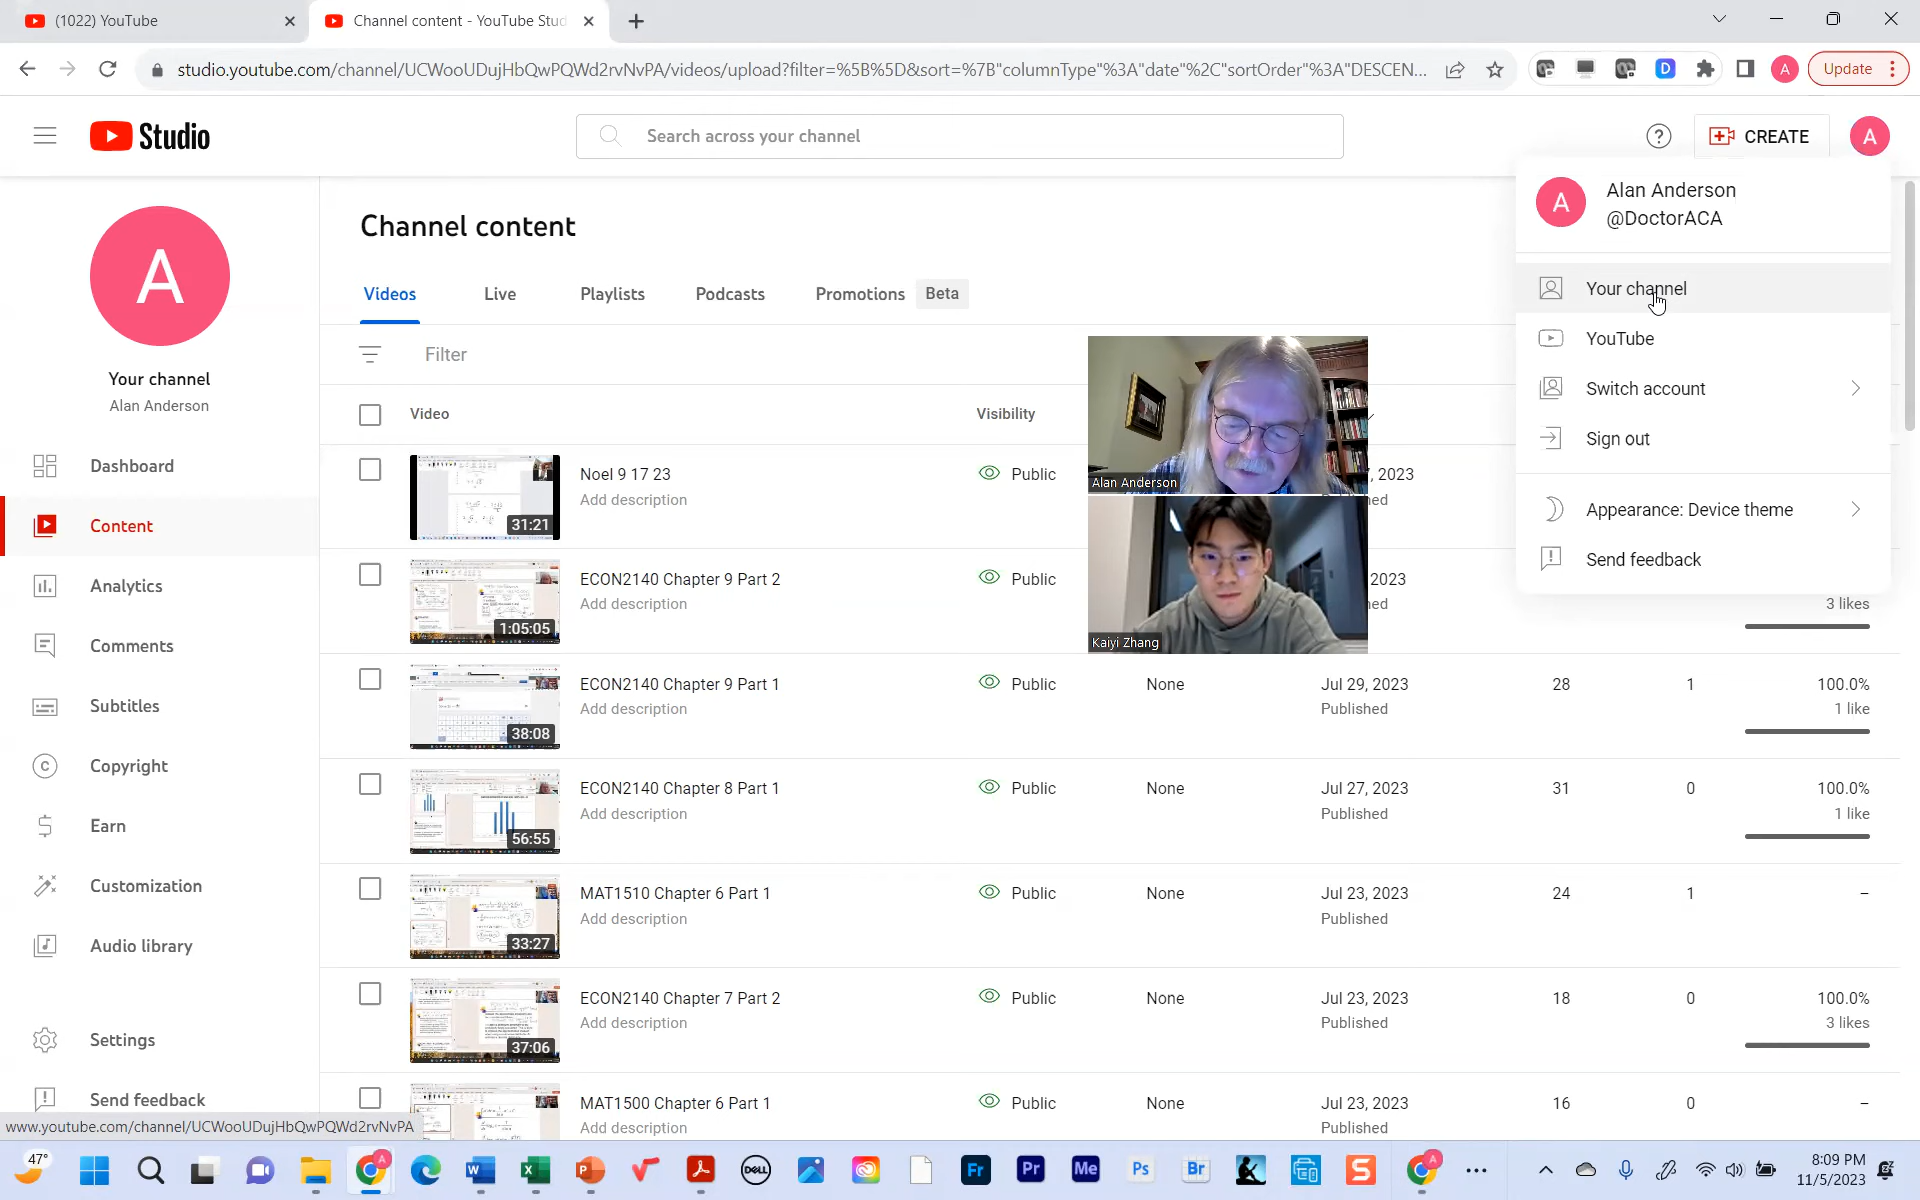 (1022) YouTube
Channel content - YouTube Stud
studio.youtube.com/channel/UCWooUDujHbQwPQWd2rvNvPA/videos/upload?filter=%5B%5D&sort=%7B"columnType"%3A"date"%2C"sortOrder"%3A"DESCEN...
D
A
Update
Studio
Search across your channel
CREATE
A
A
Your channel
Alan Anderson
Dashboard
Content
Analytics
Comments
Subtitles
Copyright
Earn
Customization
Audio library
Settings
Send feedback
www.youtube.com/channel/UCWooUDujHbQwPQWd2rvNvPA
Channel content
Videos
Live
Playlists
Podcasts
Promotions
Beta
Filter
Video
Visibility
31:21
Noel 9 17 23
Add description
Public
, 2023
1:05:05
ECON2140 Chapter 9 Part 2
Add description
Public
2023
3 likes
38:08
ECON2140 Chapter 9 Part 1
Add description
Public
None
Jul 29, 2023
Published
28
1
100.0%
1 like
56:55
ECON2140 Chapter 8 Part 1
Add description
Public
None
Jul 27, 2023
Published
31
0
100.0%
1 like
33:27
MAT1510 Chapter 6 Part 1
Add description
Public
None
Jul 23, 2023
Published
24
1
–
37:06
ECON2140 Chapter 7 Part 2
Add description
Public
None
Jul 23, 2023
Published
18
0
100.0%
3 likes
MAT1500 Chapter 6 Part 1
Add description
Public
None
Jul 23, 2023
Published
16
0
–
Alan Anderson
Kaiyi Zhang
A
Alan Anderson
@DoctorACA
Your channel
YouTube
Switch account
Sign out
Appearance: Device theme
Send feedback
47°
A
W
X
P
DELL
Fr
Pr
Me
Ps
Br
S
A
8:09 PM
11/5/2023